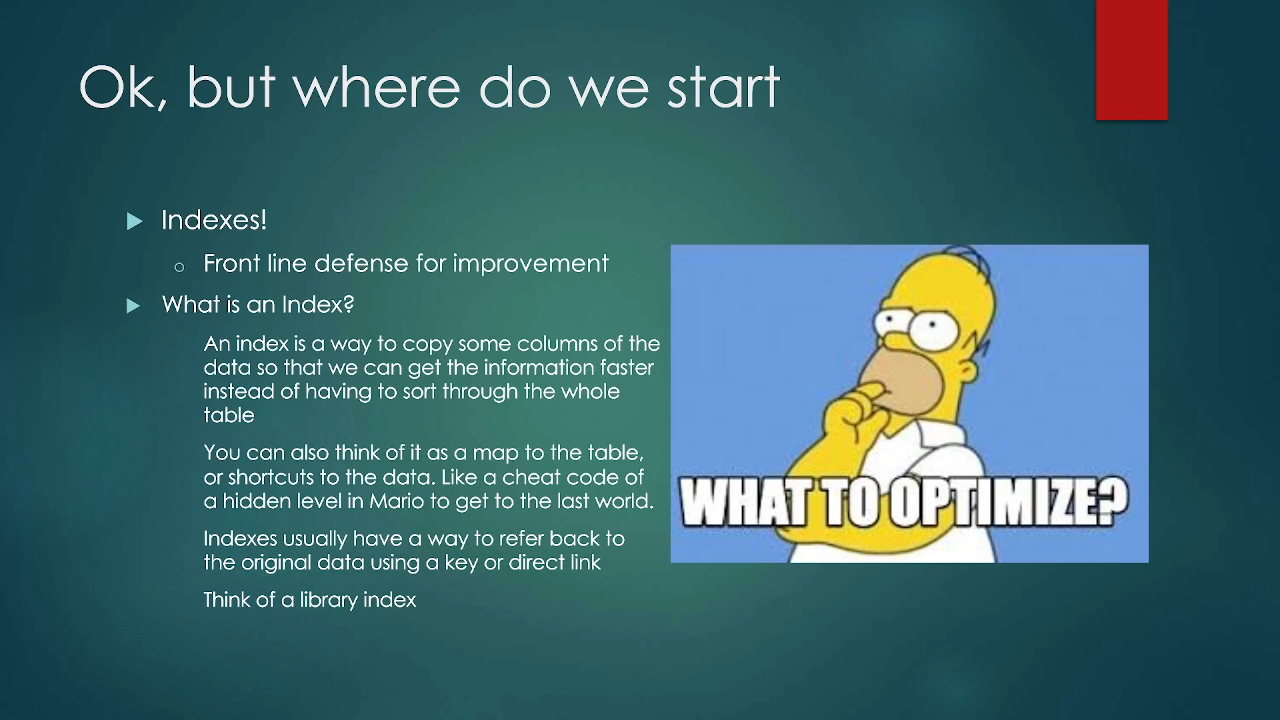 Ok, but where do we start
Indexes!
Front line defense for improvement
What is an Index?
An index is a way to copy some columns of the
data so that we can get the information faster
instead of having to sort through the whole
table
You can also think of it as a map to the table,
or shortcuts to the data. Like a cheat code of
a hidden level in Mario to get to the last world.
Indexes usually have a way to refer back to
the original data using a key or direct link
Think of a library index
WHAT TO OPTIMIZE?